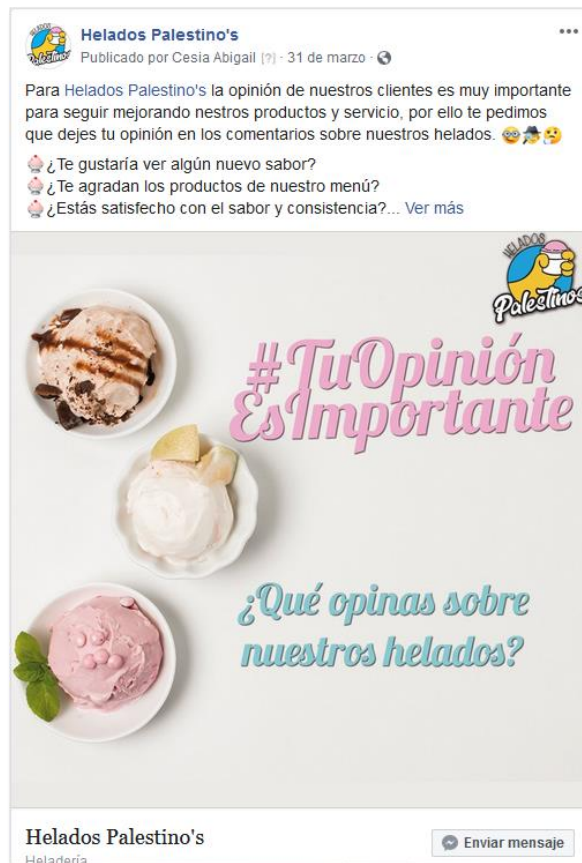 Helados Palestino's
Publicado por Cesia Abigail [?] · 31 de marzo ·
Para Helados Palestino's la opinión de nuestros clientes es muy importante
para seguir mejorando nestros productos y servicio, por ello te pedimos
que dejes tu opinión en los comentarios sobre nuestros helados.
¿Te gustaría ver algún nuevo sabor?
¿Te agradan los productos de nuestro menú?
¿Estás satisfecho con el sabor y consistencia?... Ver más
HELADOS
Palestinos
#TuOpinión
EsImportante
¿Qué opinas sobre
nuestros helados?
Helados Palestino's
Enviar mensaje
Heladería